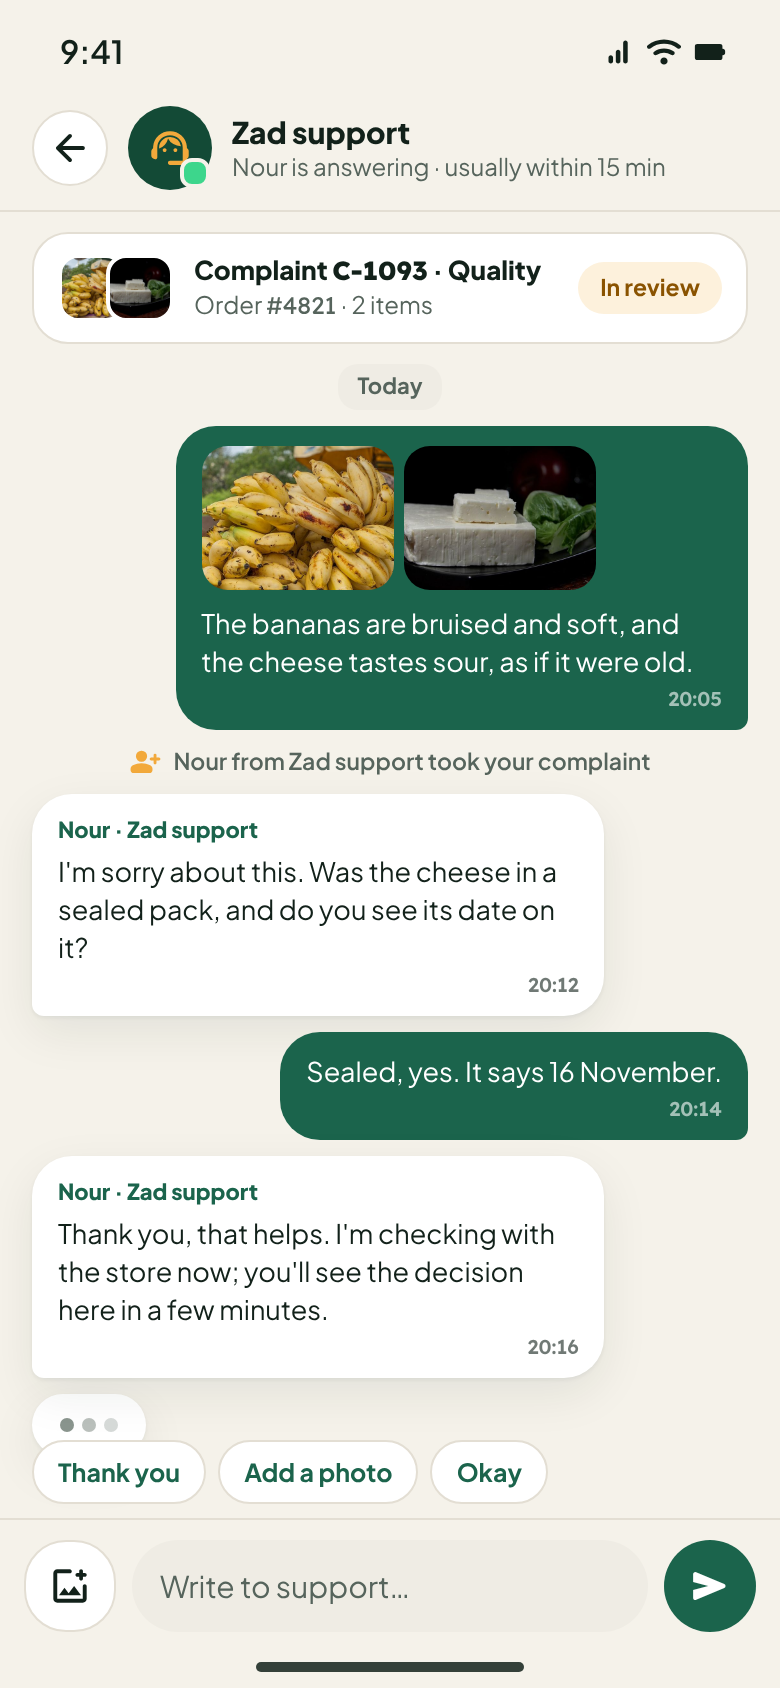 9:41
Zad support
Nour is answering · usually within 15 min
Complaint C-1093 · Quality
Order #4821 · 2 items
In review
Today
The bananas are bruised and soft, and
the cheese tastes sour, as if it were old.
20:05
Nour from Zad support took your complaint
Nour · Zad support
I'm sorry about this. Was the cheese in a
sealed pack, and do you see its date on
it?
20:12
Sealed, yes. It says 16 November.
20:14
Nour · Zad support
Thank you, that helps. I'm checking with
the store now; you'll see the decision
here in a few minutes.
20:16
Thank you
Add a photo
Okay
Write to support...